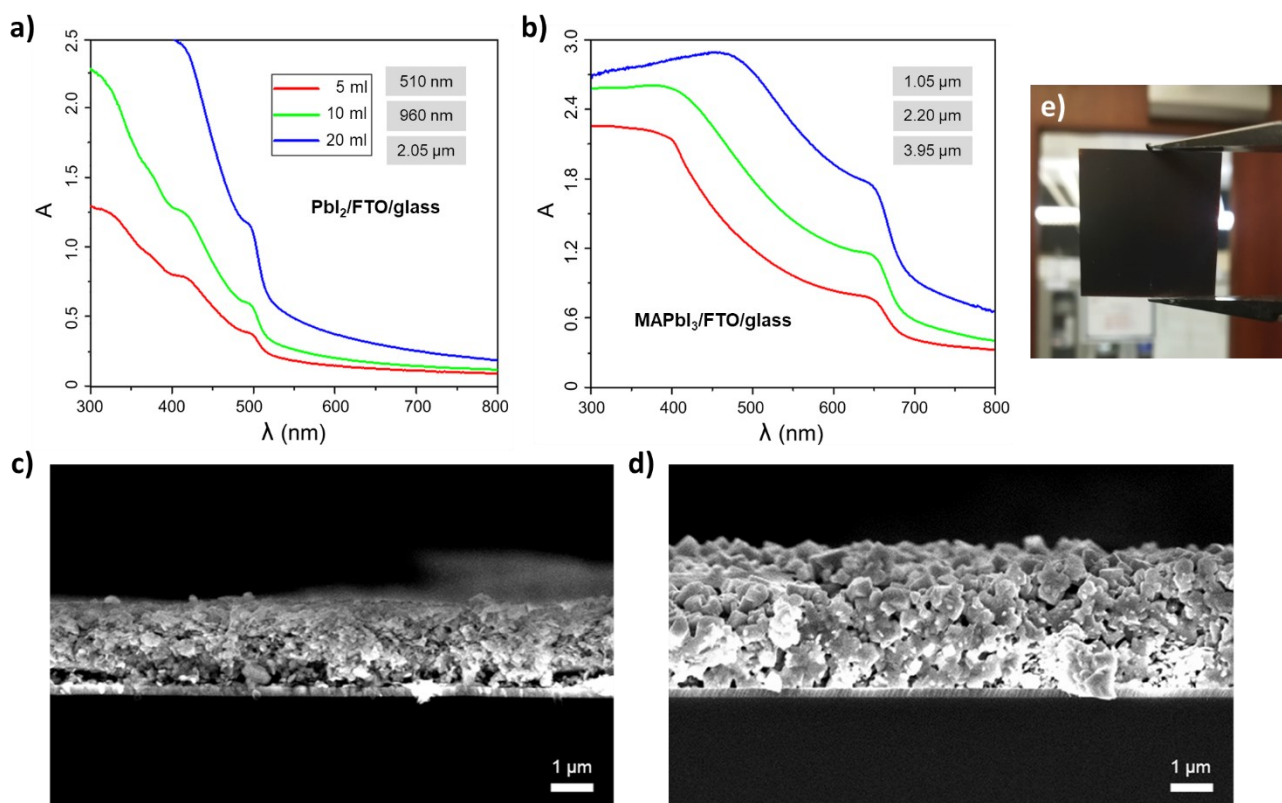 a)
2.5
2.0
1.5
1.0
0.5
0
A
5 ml
10 ml
20 ml
510 nm
960 nm
2.05 µm
PbI₂/FTO/glass
300
400
500
600
700
800
λ (nm)
b)
3.0
2.4
1.8
1.2
0.6
0
A
1.05 µm
2.20 µm
3.95 µm
MAPbI₃/FTO/glass
300
400
500
600
700
800
λ (nm)
e)
c)
1 µm
d)
1 µm